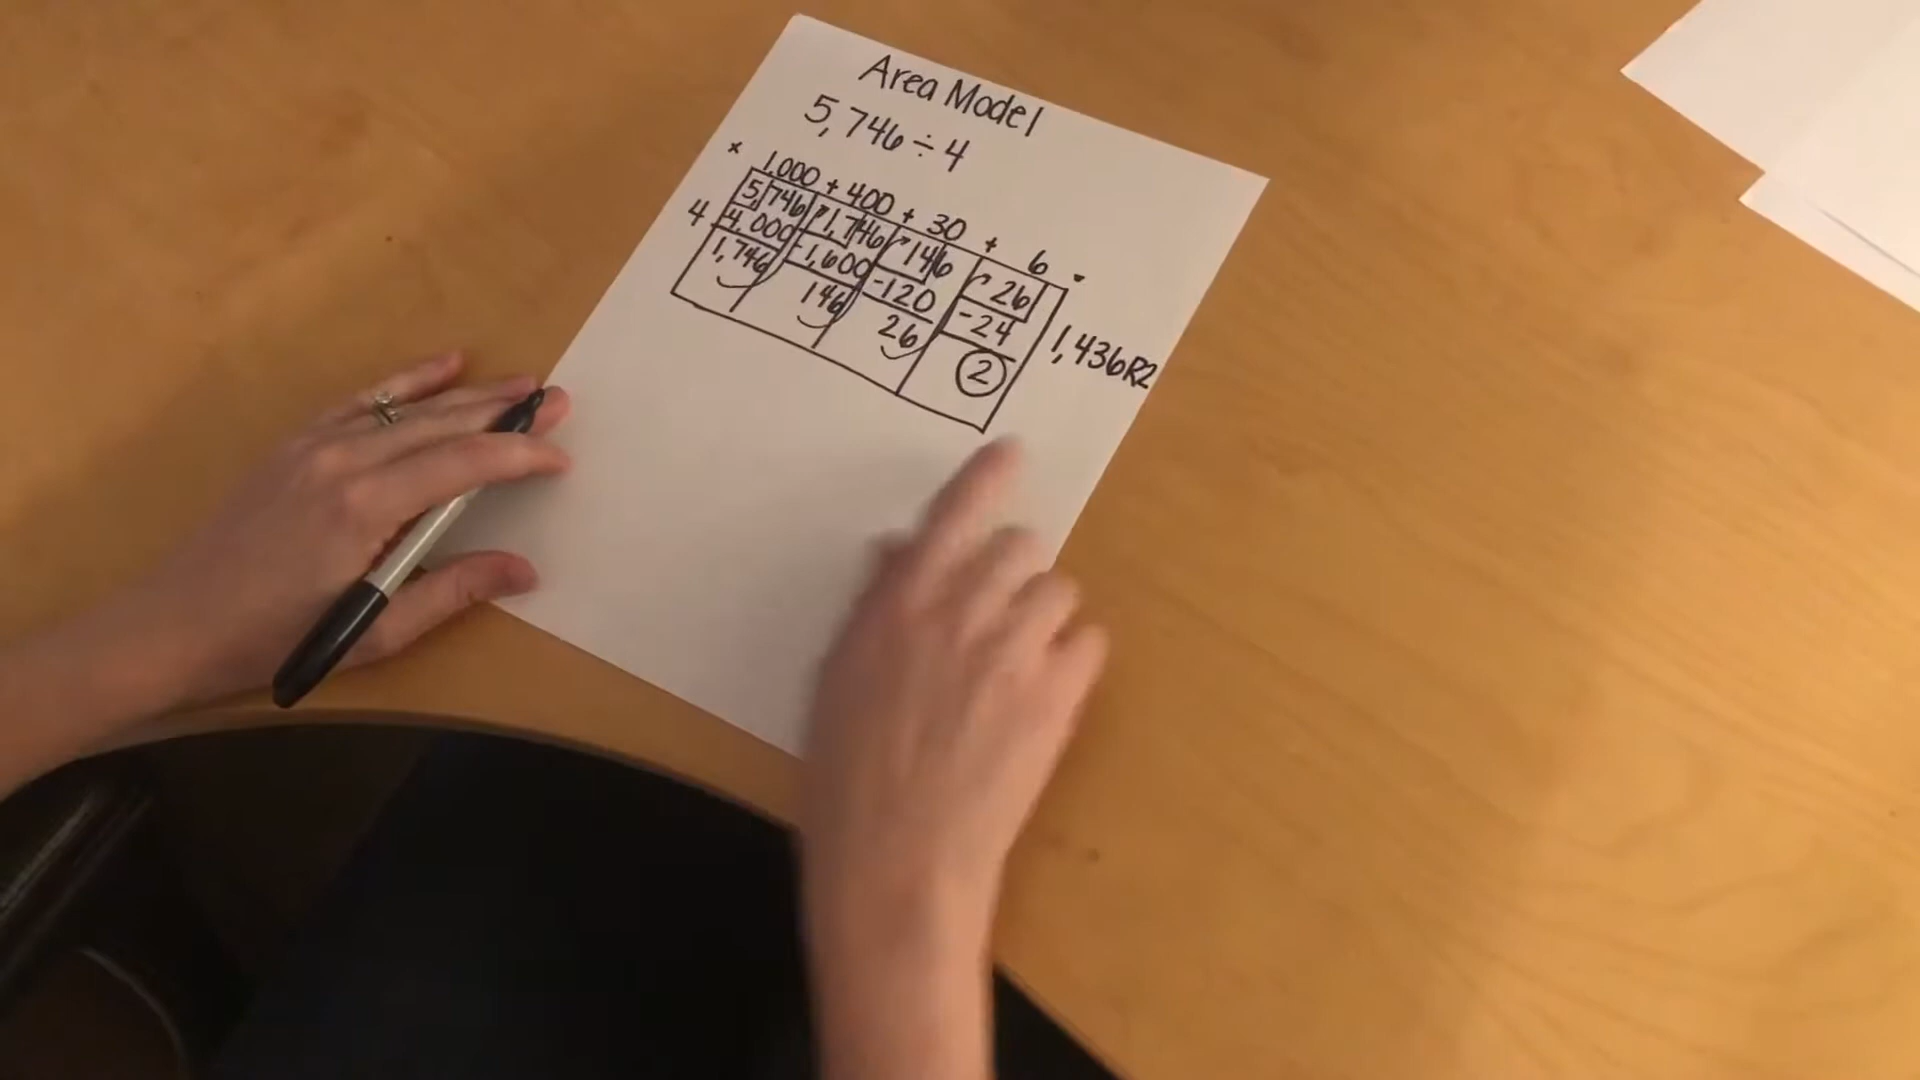 Area Model
5,746 ÷ 4
× 1,000 + 400 + 30 + 6
4 5,746 1,746 146 26
4,000 -1,600 -120 -24
1,746 146 26 2
1,436R2